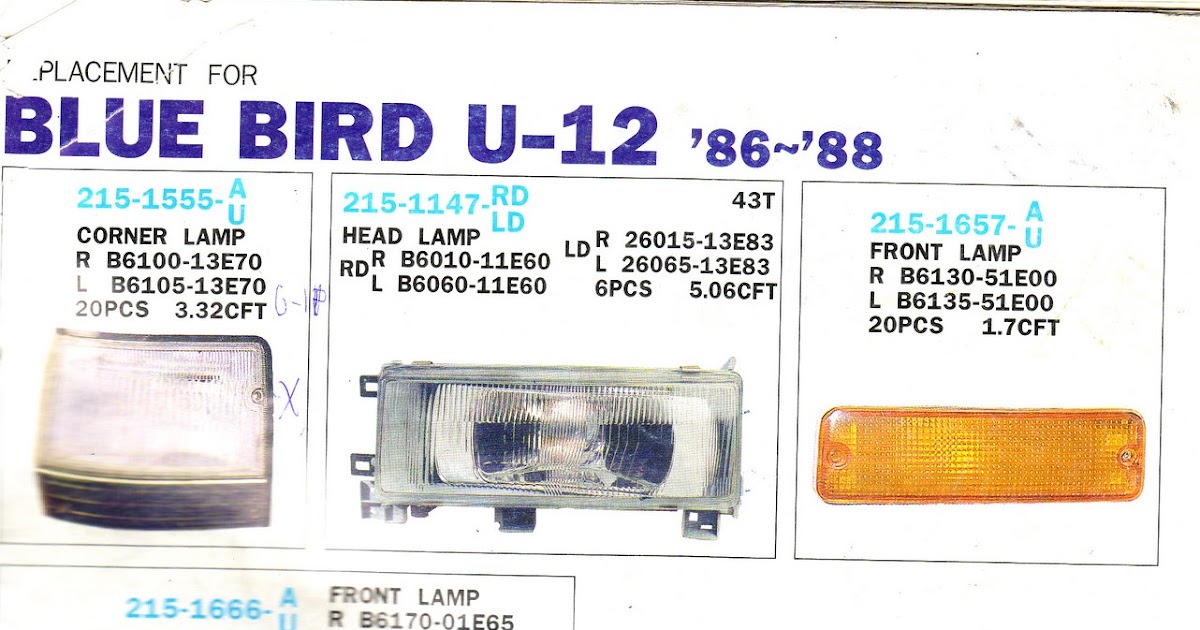 PLACEMENT FOR
BLUE BIRD U-12 '86~'88
215-1555-A
U
CORNER LAMP
R B6100-13E70
L B6105-13E70
20PCS 3.32CFT
X
215-1147-RD
LD
43T
HEAD LAMP
RD R B6010-11E60
L B6060-11E60
LD R 26015-13E83
L 26065-13E83
6PCS 5.06CFT
215-1657-A
U
FRONT LAMP
R B6130-51E00
L B6135-51E00
20PCS 1.7CFT
215-1666-A
U
FRONT LAMP
R B6170-01E65